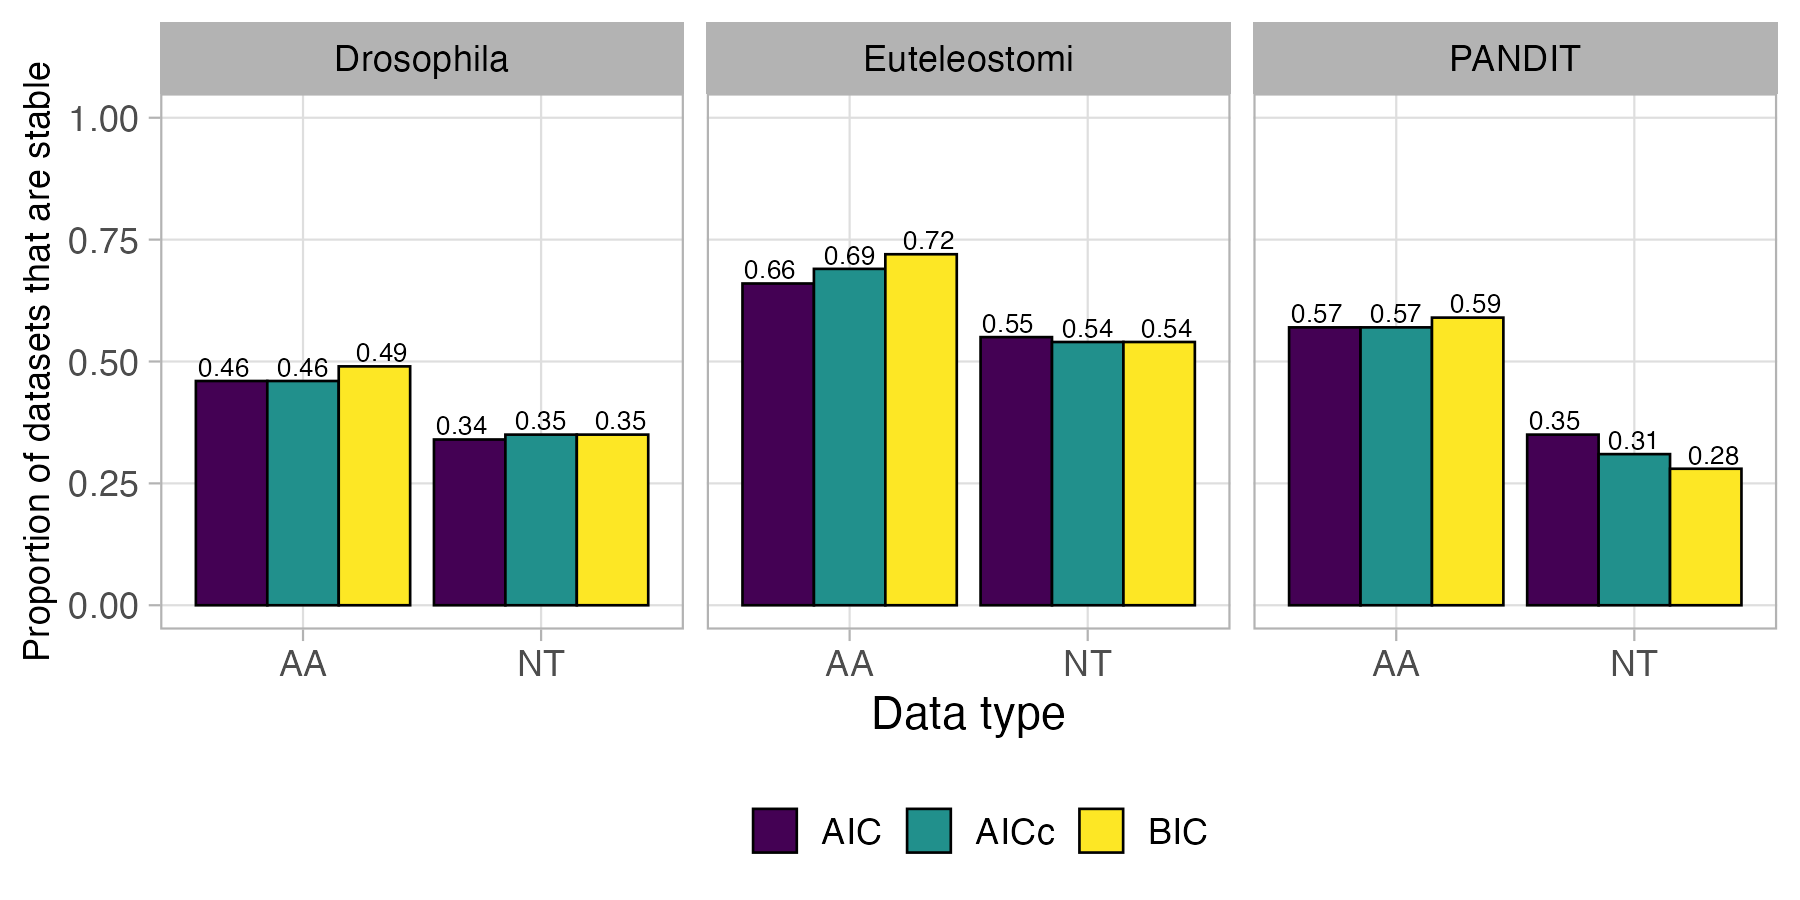 Drosophila Euteleostomi PANDIT
Proportion of datasets that are stable
1.00
0.75
0.50
0.25
0.00
0.46 0.46 0.49 0.34 0.35 0.35
0.66 0.69 0.72 0.55 0.54 0.54
0.57 0.57 0.59 0.35 0.31 0.28
AA NT AA NT AA NT
Data type
AIC AICc BIC